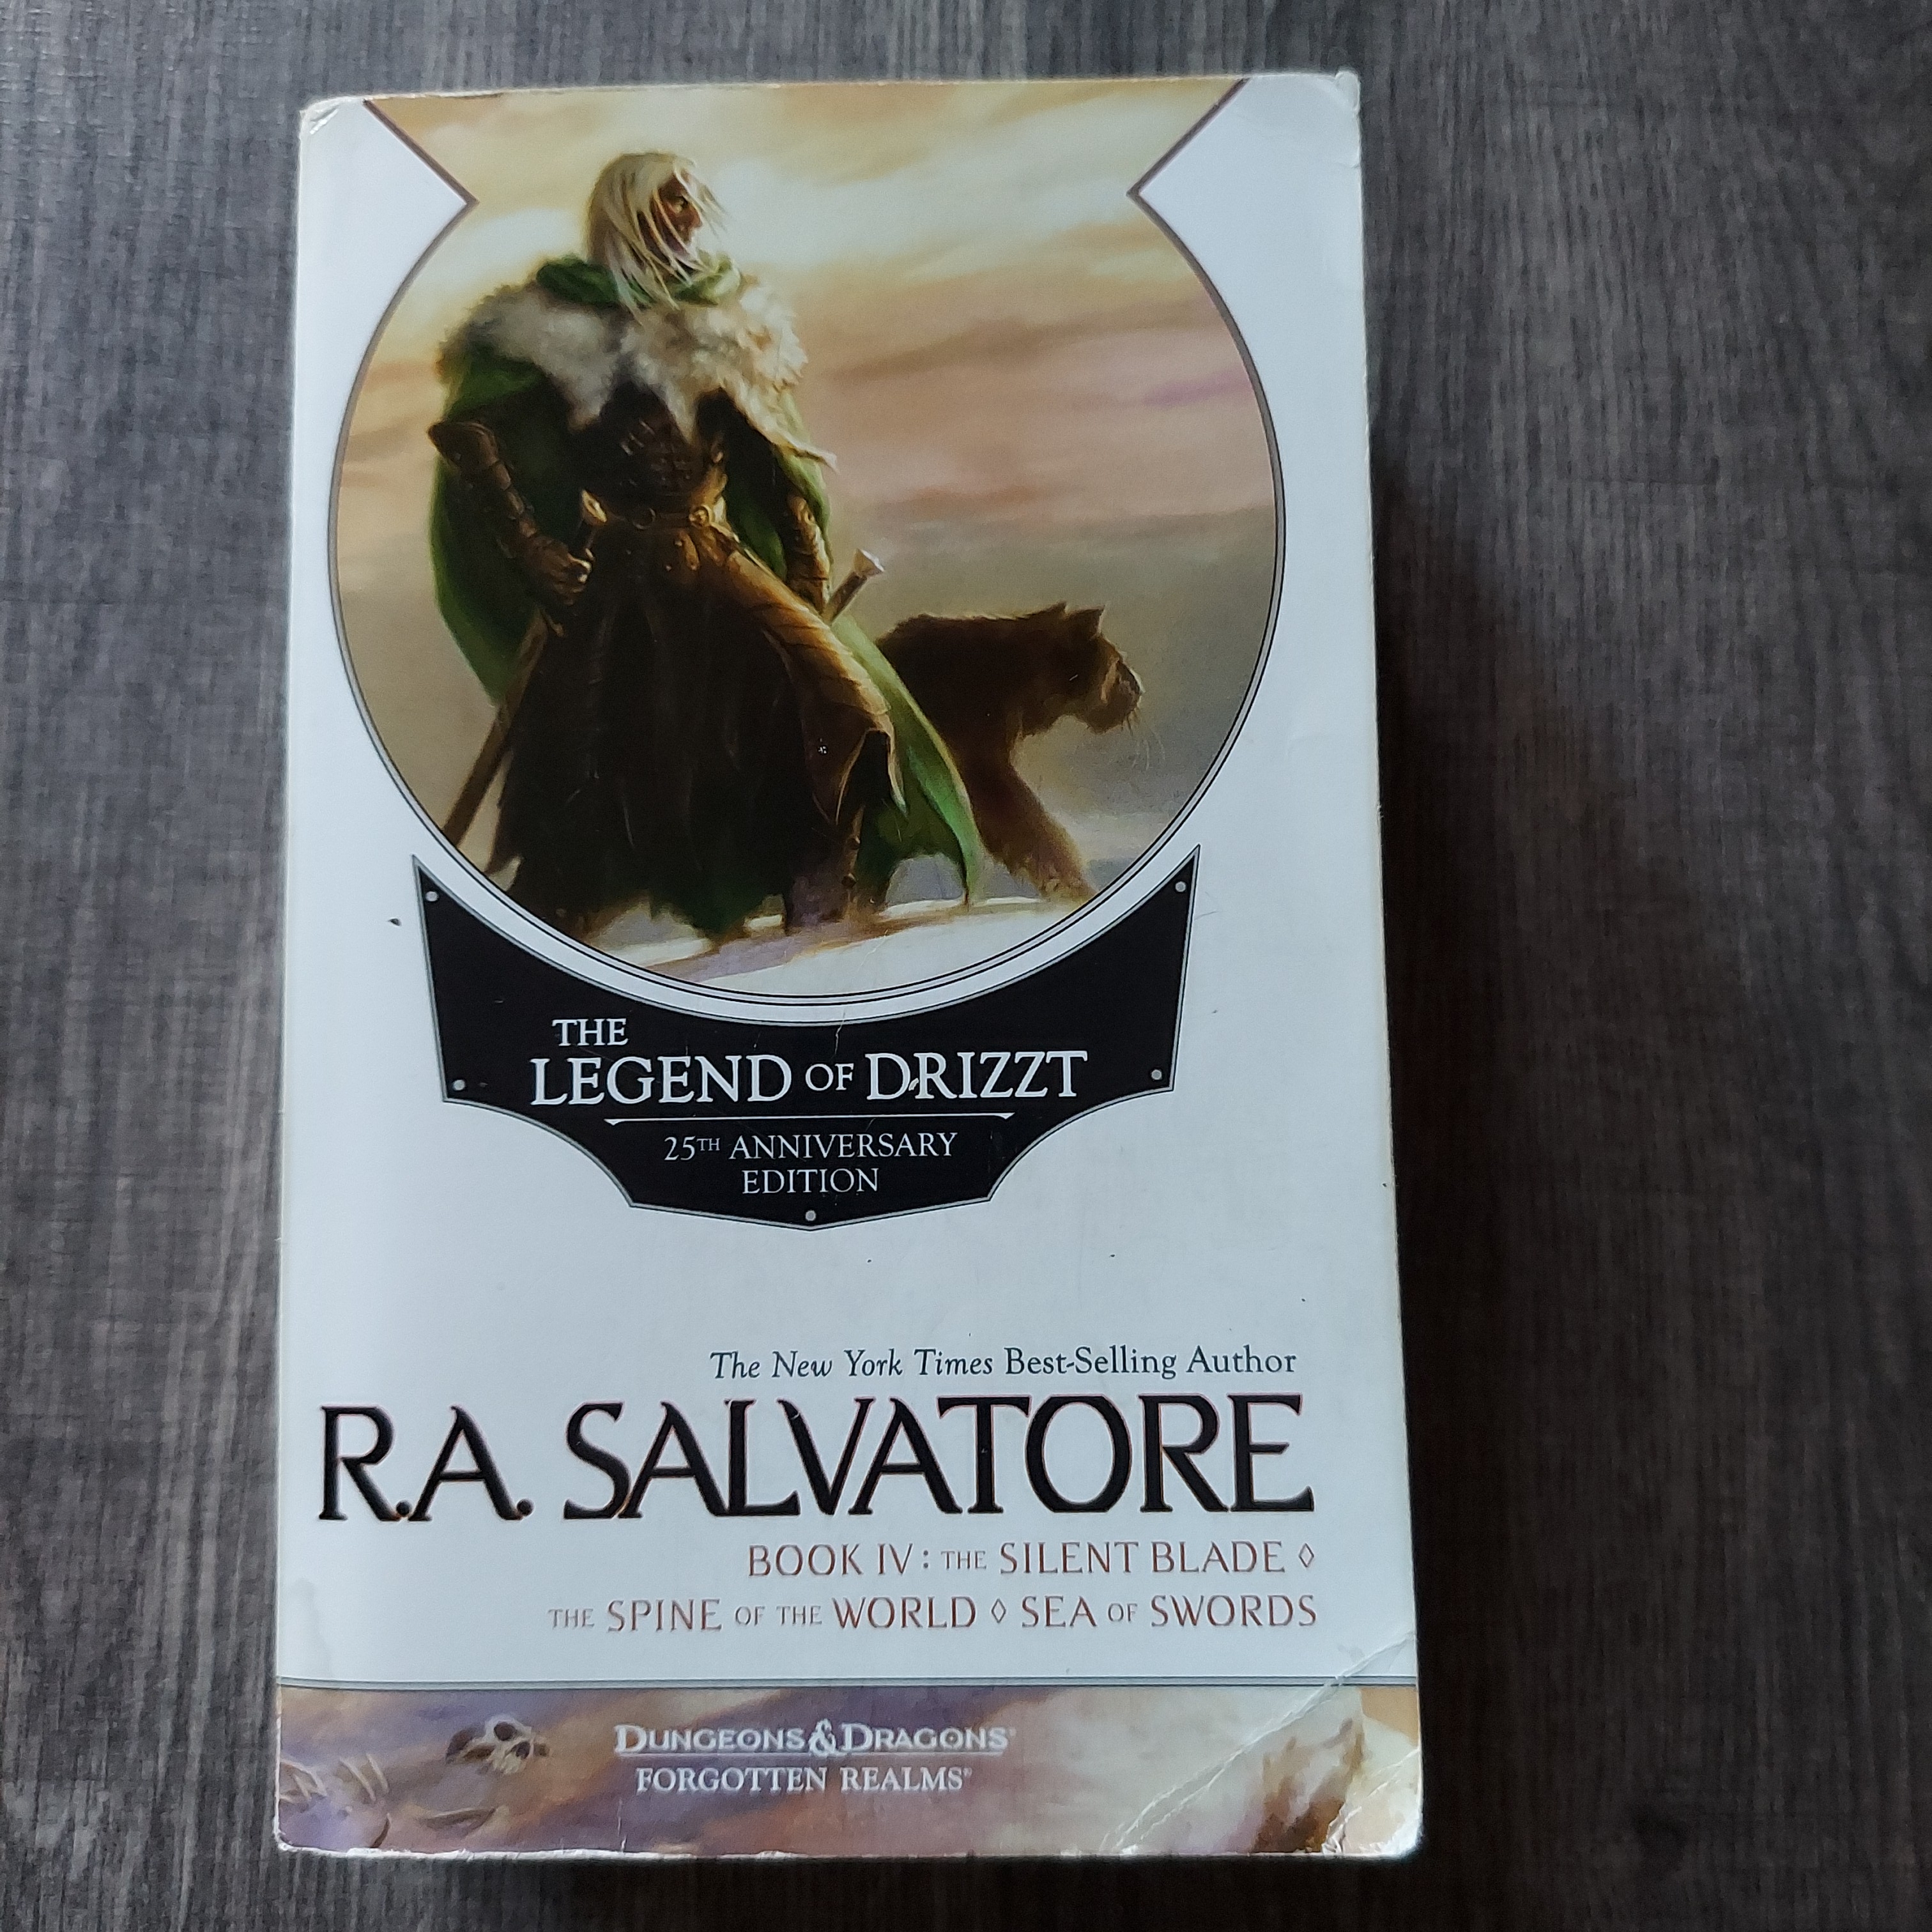 THE
LEGEND OF DRIZZT
25TH ANNIVERSARY
EDITION
The New York Times Best-Selling Author
R.A. SALVATORE
BOOK IV: THE SILENT BLADE ◊
THE SPINE OF THE WORLD ◊ SEA OF SWORDS
DUNGEONS & DRAGONS®
FORGOTTEN REALMS®